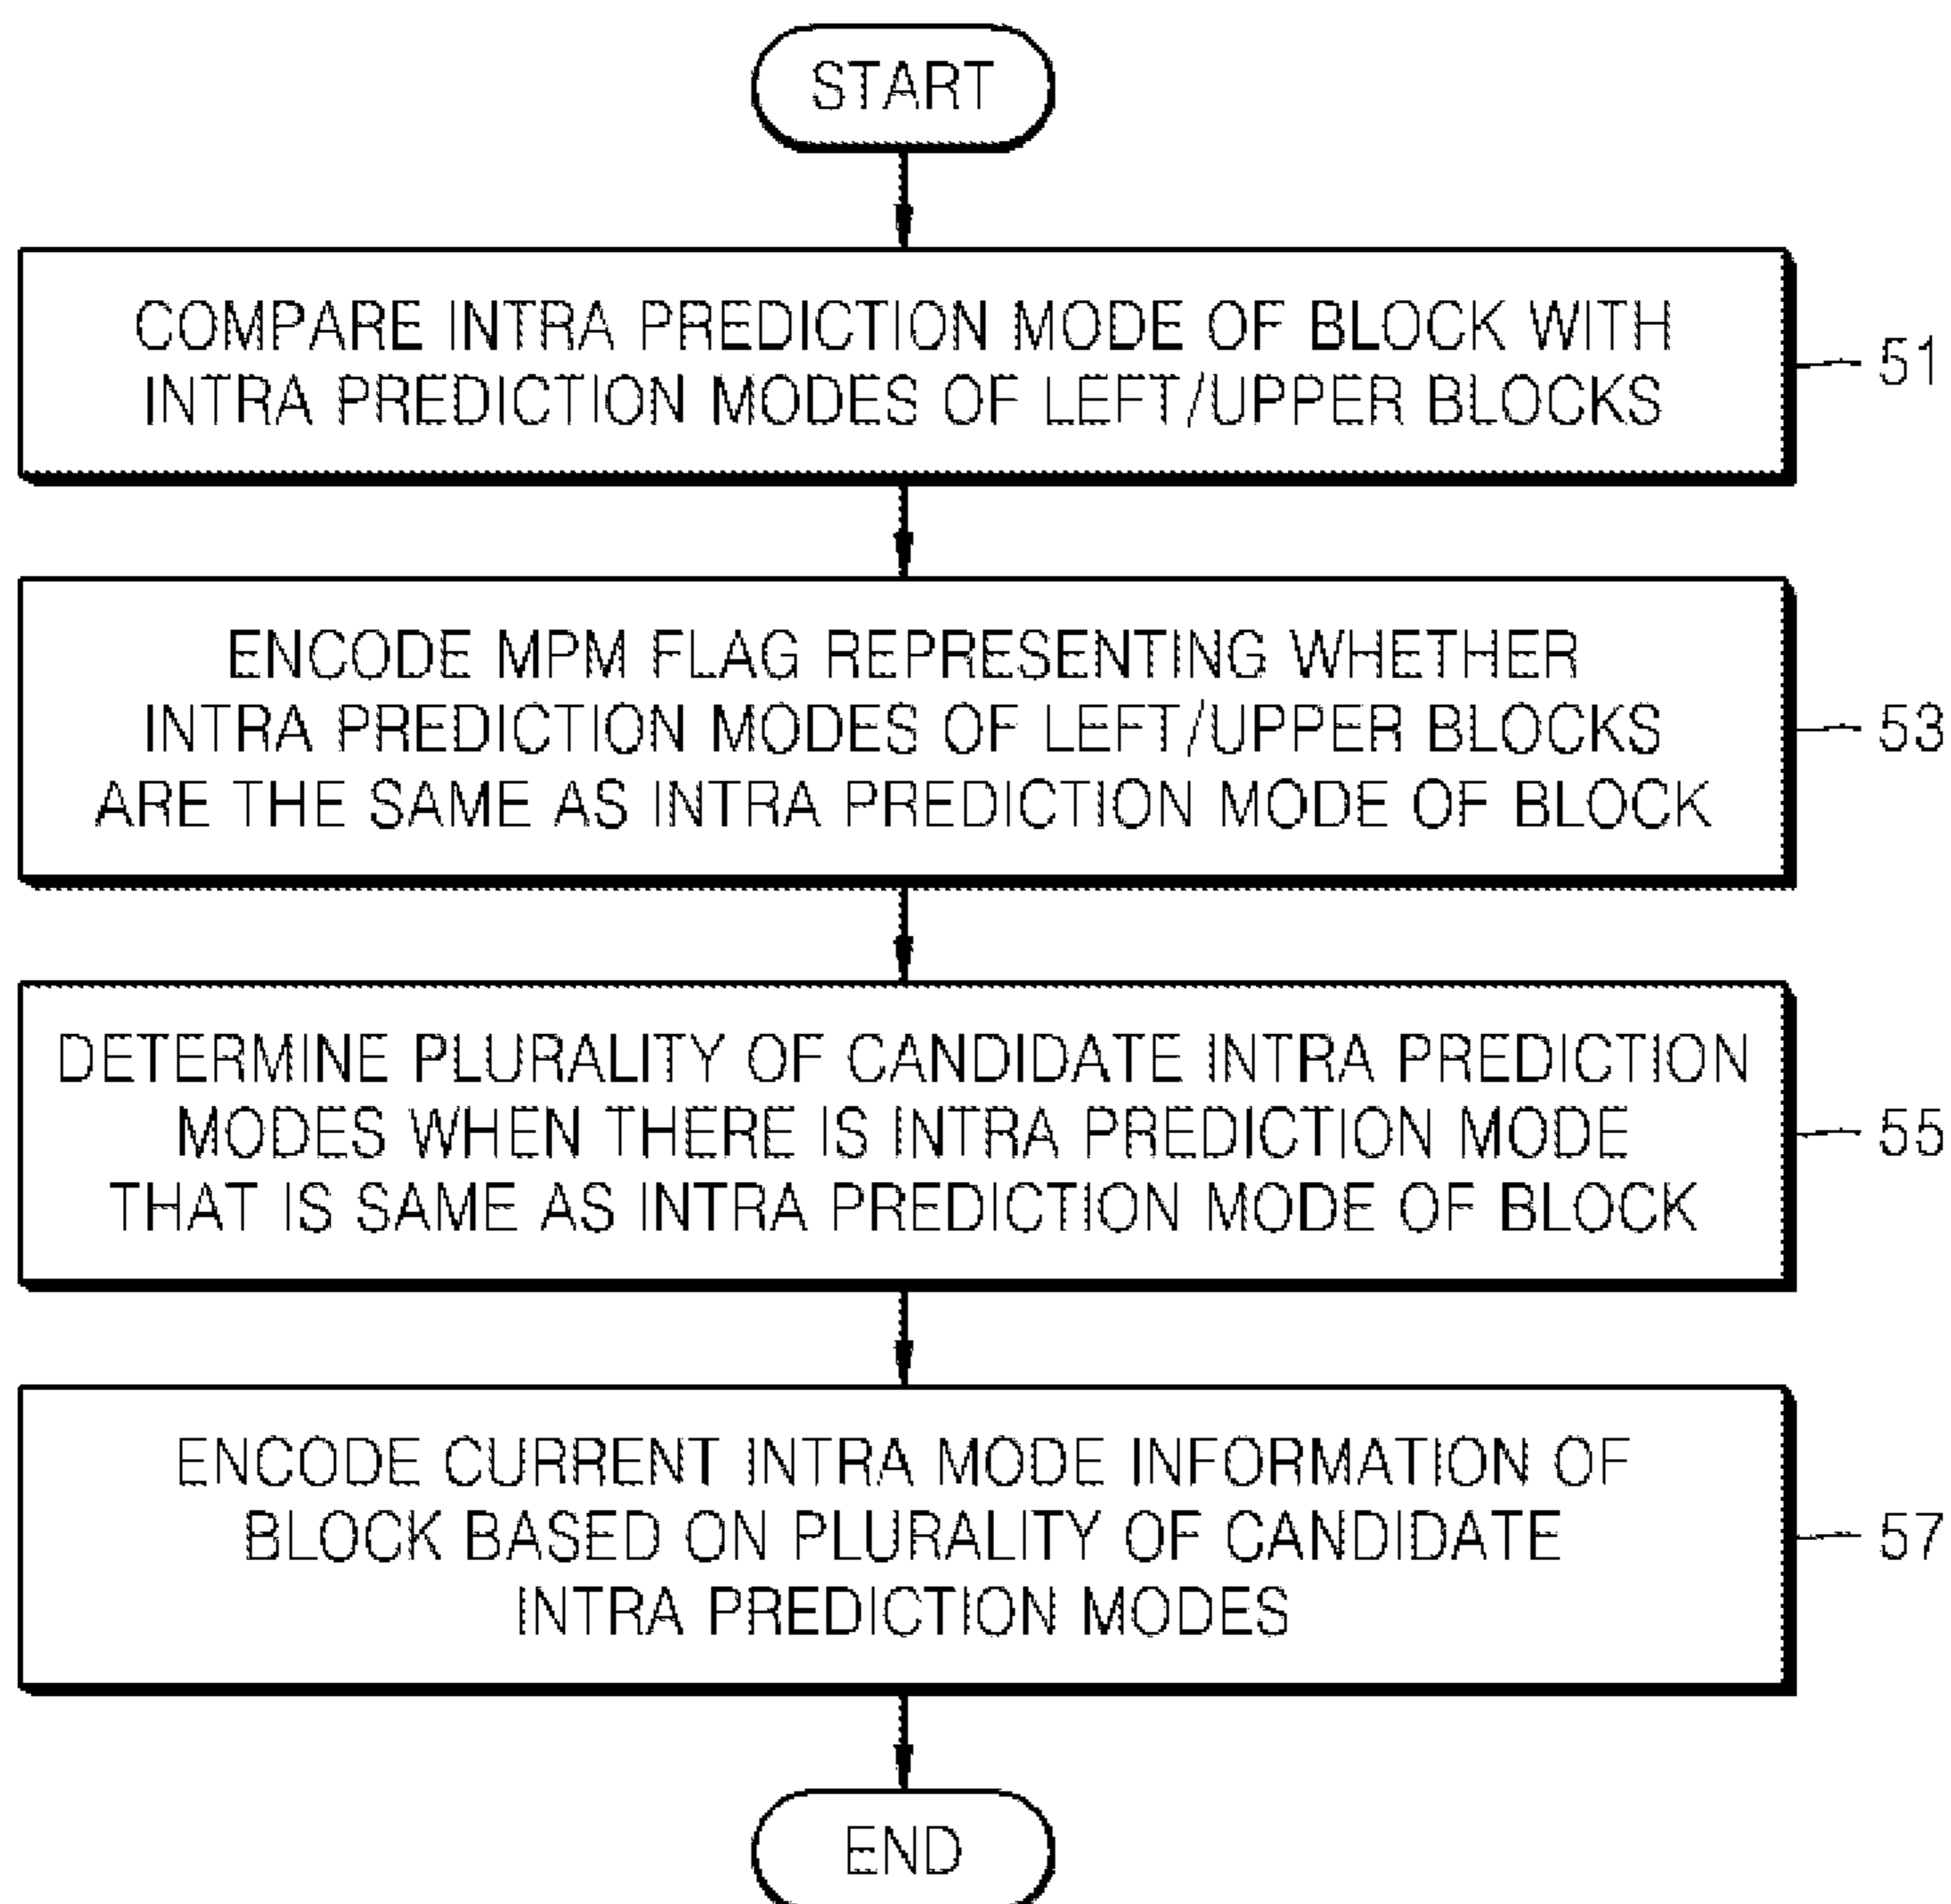 START
COMPARE INTRA PREDICTION MODE OF BLOCK WITH
INTRA PREDICTION MODES OF LEFT/UPPER BLOCKS
51
ENCODE MPM FLAG REPRESENTING WHETHER
INTRA PREDICTION MODES OF LEFT/UPPER BLOCKS
ARE THE SAME AS INTRA PREDICTION MODE OF BLOCK
53
DETERMINE PLURALITY OF CANDIDATE INTRA PREDICTION
MODES WHEN THERE IS INTRA PREDICTION MODE
THAT IS SAME AS INTRA PREDICTION MODE OF BLOCK
55
ENCODE CURRENT INTRA MODE INFORMATION OF
BLOCK BASED ON PLURALITY OF CANDIDATE
INTRA PREDICTION MODES
57
END